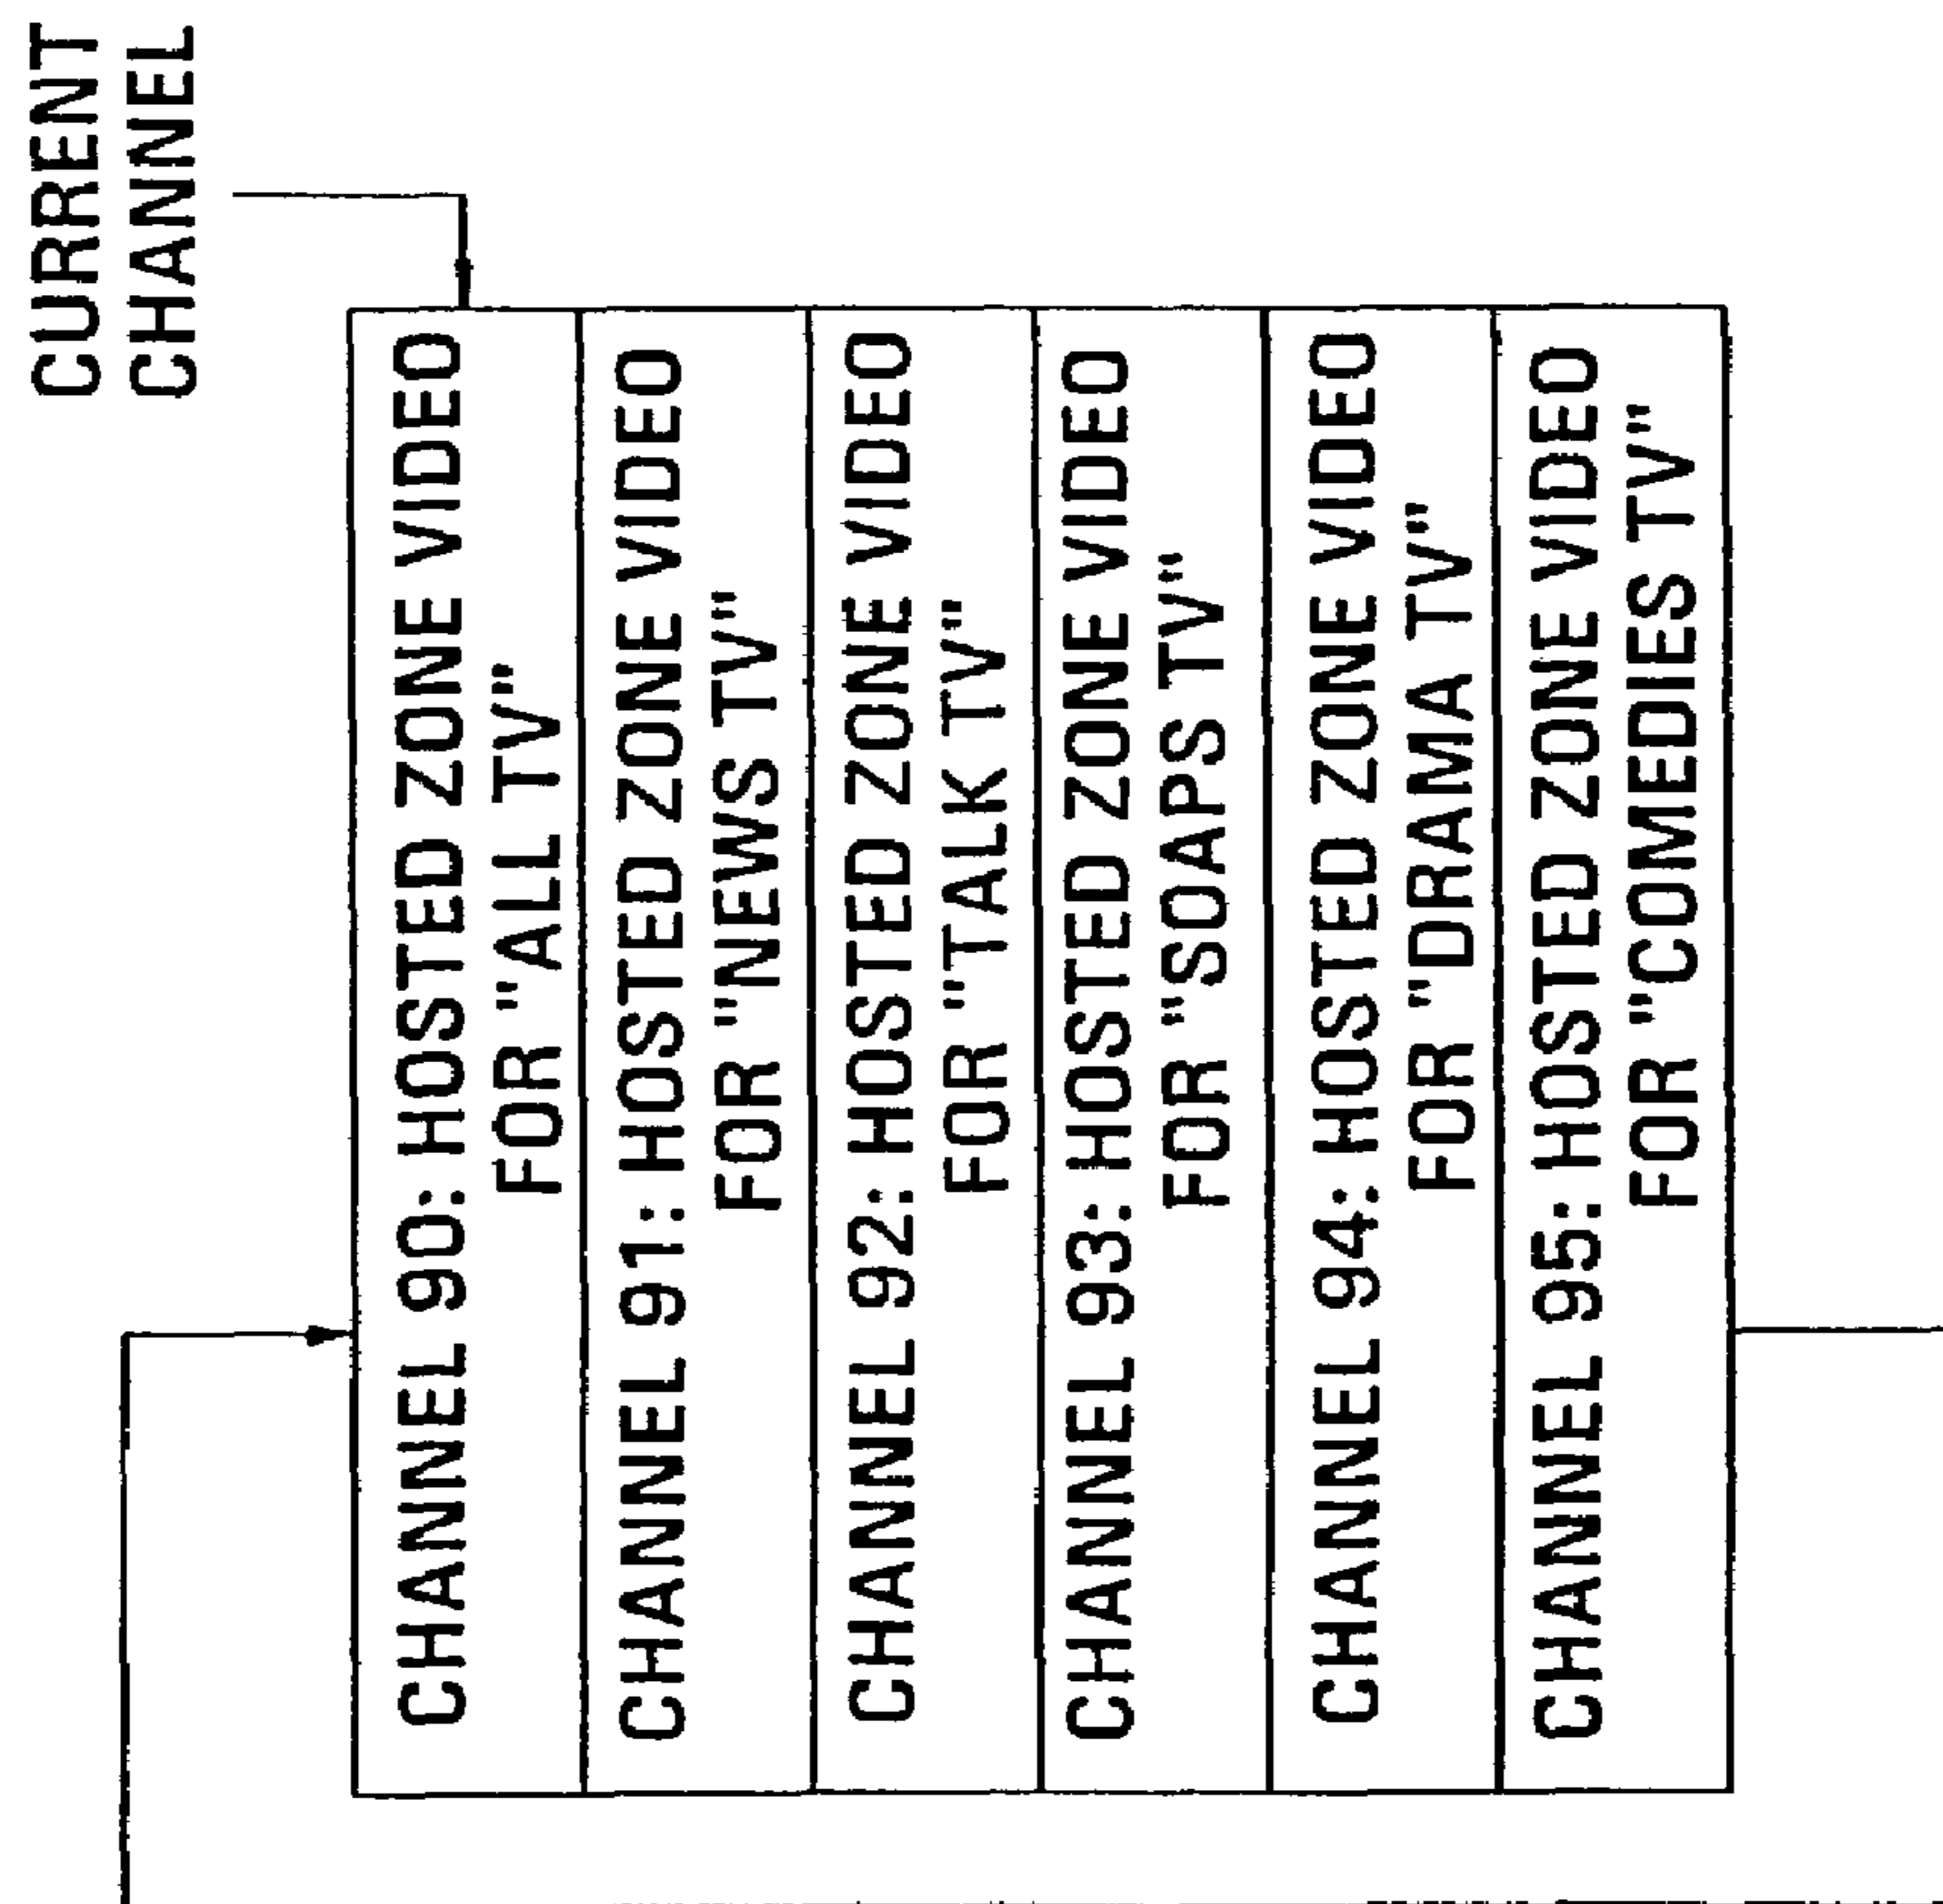 CURRENT
CHANNEL
CHANNEL 90: HOSTED ZONE VIDEO
FOR "ALL TV"
CHANNEL 91: HOSTED ZONE VIDEO
FOR "NEWS TV"
CHANNEL 92: HOSTED ZONE VIDEO
FOR "TALK TV"
CHANNEL 93: HOSTED ZONE VIDEO
FOR "SOAPS TV"
CHANNEL 94: HOSTED ZONE VIDEO
FOR "DRAMA TV"
CHANNEL 95: HOSTED ZONE VIDEO
FOR "COMEDIES TV"